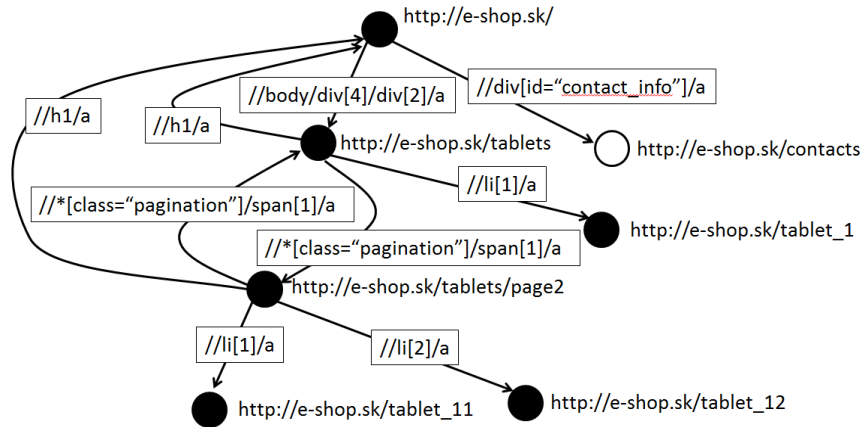 http://e-shop.sk/
//div[id=“contact_info”]/a
//body/div[4]/div[2]/a
//h1/a
//h1/a
http://e-shop.sk/tablets
http://e-shop.sk/contacts
//li[1]/a
//*[class=“pagination”]/span[1]/a
http://e-shop.sk/tablet_1
//*[class=“pagination”]/span[1]/a
http://e-shop.sk/tablets/page2
//li[1]/a
//li[2]/a
http://e-shop.sk/tablet_11
http://e-shop.sk/tablet_12